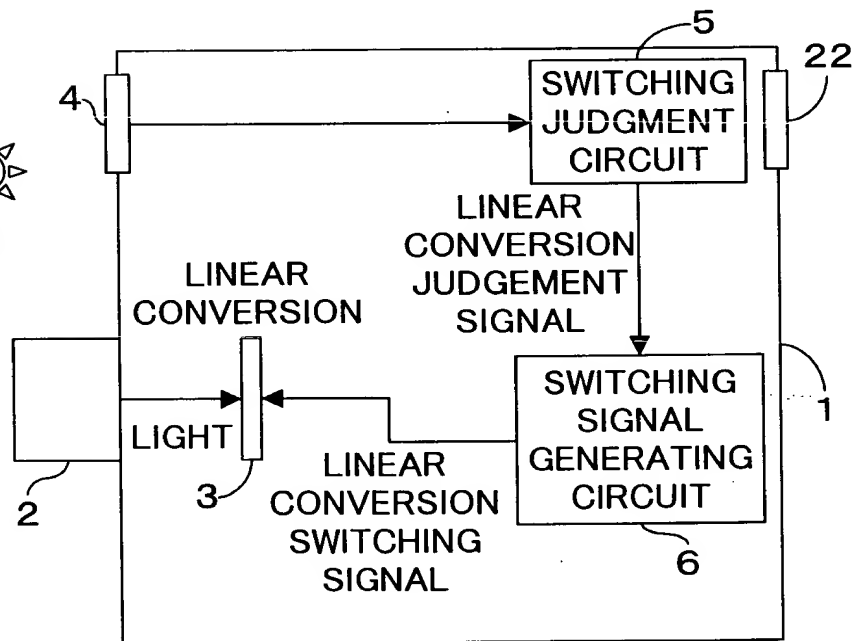 5
22
4
SWITCHING
JUDGMENT
CIRCUIT
LINEAR
CONVERSION
JUDGEMENT
SIGNAL
LINEAR
CONVERSION
SWITCHING
SIGNAL
GENERATING
CIRCUIT
1
LIGHT
2
3
LINEAR
CONVERSION
SWITCHING
SIGNAL
6